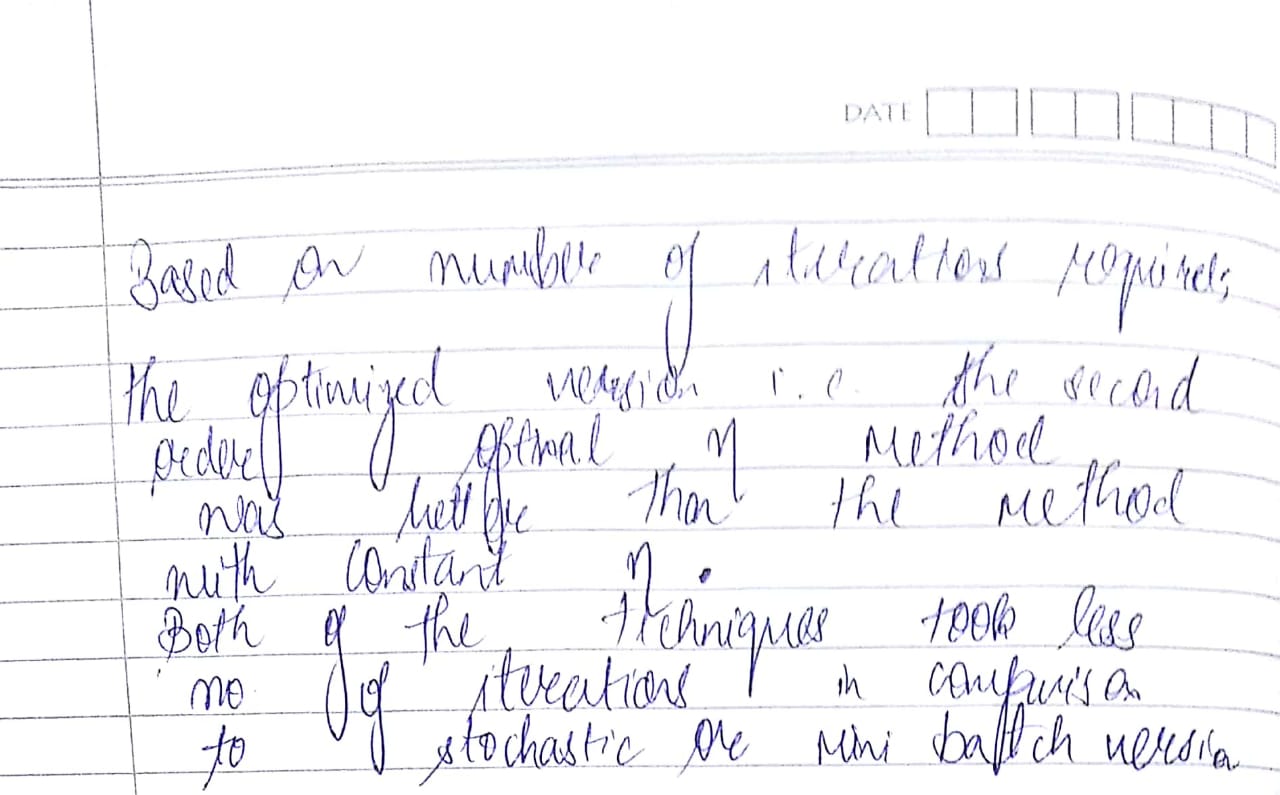 DATE
Based on number of iterations required,
the optimized version i.e. the second
order optimal η method
was better than the method
with constant η.
Both of the techniques took less
no of iterations in comparison
to stochastic or mini batch version